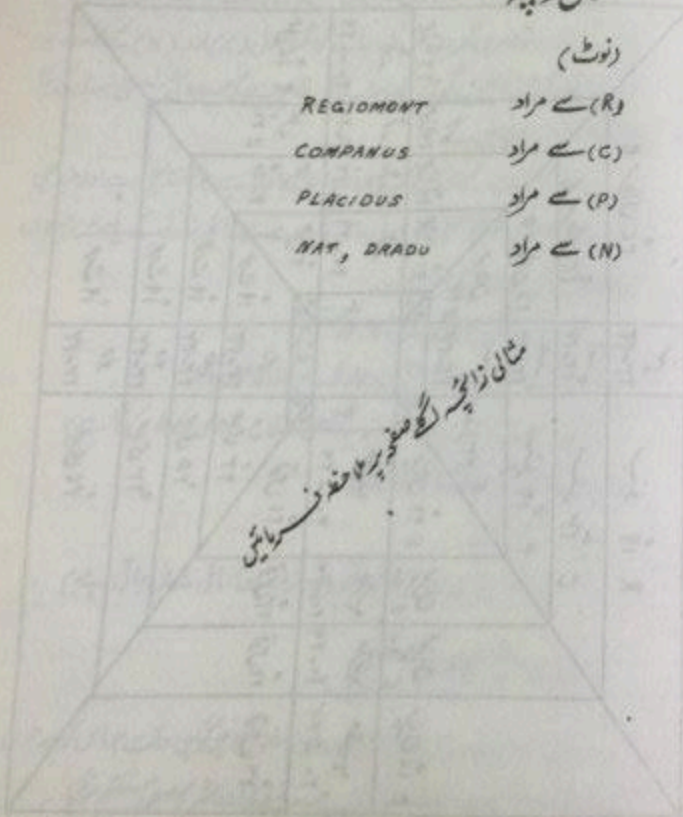 (نوٹ)
(R) سے مراد REGIOMONT
(C) سے مراد COMPANUS
(P) سے مراد PLACIDUS
(N) سے مراد NAT, DRADU
مثالی زائچہ اگلے صفحہ پر ملاحظہ فرمائیں